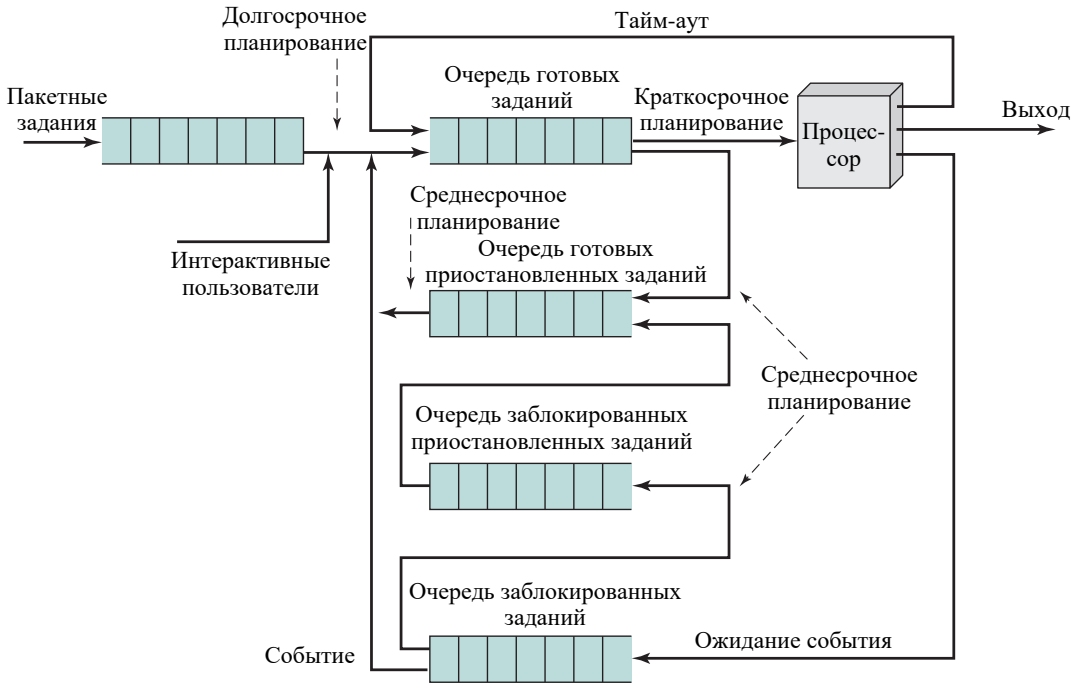 Долгосрочное
планирование
Тайм-аут
Пакетные
задания
Очередь готовых
заданий
Краткосрочное
планирование
Процес-
сор
Выход
Интерактивные
пользователи
Среднесрочное
планирование
Очередь готовых
приостановленных заданий
Среднесрочное
планирование
Очередь заблокированных
приостановленных заданий
Очередь заблокированных
заданий
Событие
Ожидание события